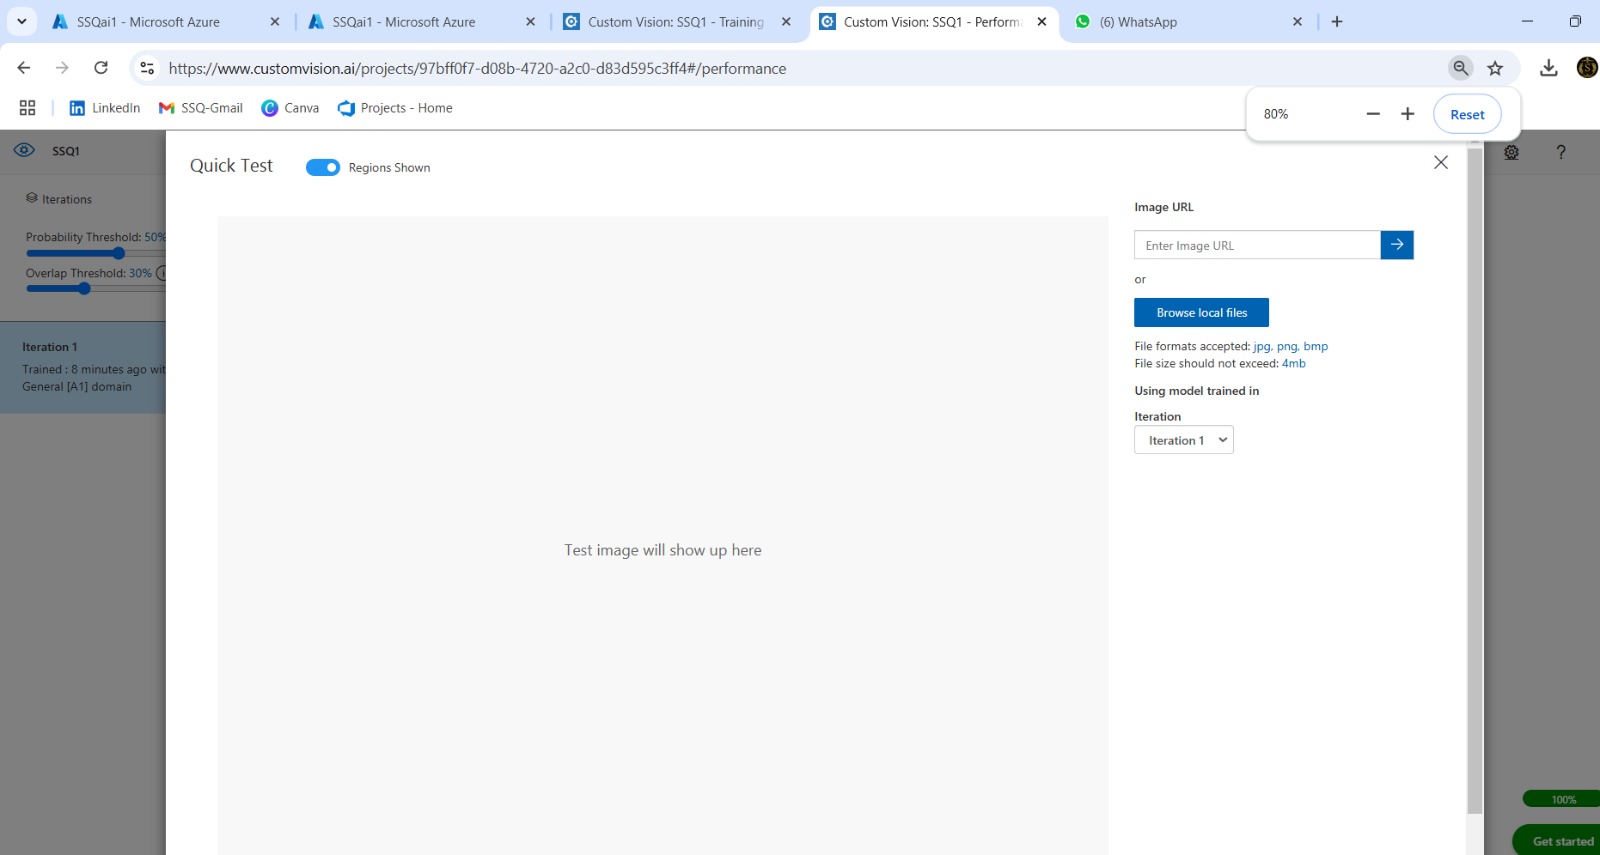 SSQai1 - Microsoft Azure
SSQai1 - Microsoft Azure
Custom Vision: SSQ1 - Training
Custom Vision: SSQ1 - Perform
(6) WhatsApp
https://www.customvision.ai/projects/97bff0f7-d08b-4720-a2c0-d83d595c3ff4#/performance
LinkedIn
SSQ-Gmail
Canva
Projects - Home
80%
Reset
SSQ1
Quick Test
Regions Shown
Iterations
Probability Threshold: 50%
Overlap Threshold: 30%
Iteration 1
Trained : 8 minutes ago wit
General [A1] domain
Test image will show up here
Image URL
Enter Image URL
or
Browse local files
File formats accepted: jpg, png, bmp
File size should not exceed: 4mb
Using model trained in
Iteration
Iteration 1
?
100%
Get started